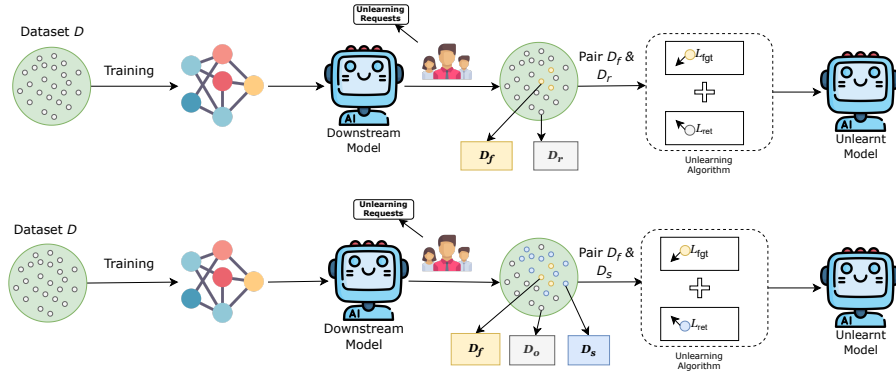 Unlearning
Requests
Dataset D
Training
AI
Downstream
Model
Pair D_f &
D_r
D_f
D_r
L_fgt
L_ret
Unlearning
Algorithm
AI
Unlearnt
Model
Unlearning
Requests
Dataset D
Training
AI
Downstream
Model
Pair D_f &
D_s
D_f
D_o
D_s
L_fgt
L_ret
Unlearning
Algorithm
AI
Unlearnt
Model